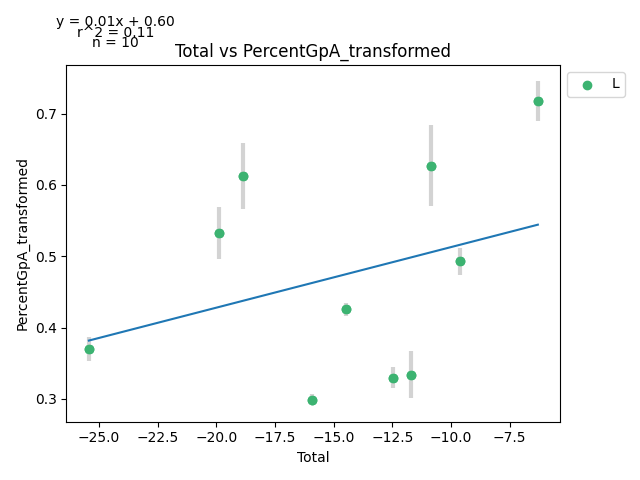 y = 0.01x + 0.60
r^2 = 0.11
n = 10
Total vs PercentGpA_transformed
L
PercentGpA_transformed
0.7
0.6
0.5
0.4
0.3
−25.0 −22.5 −20.0 −17.5 −15.0 −12.5 −10.0 −7.5
Total